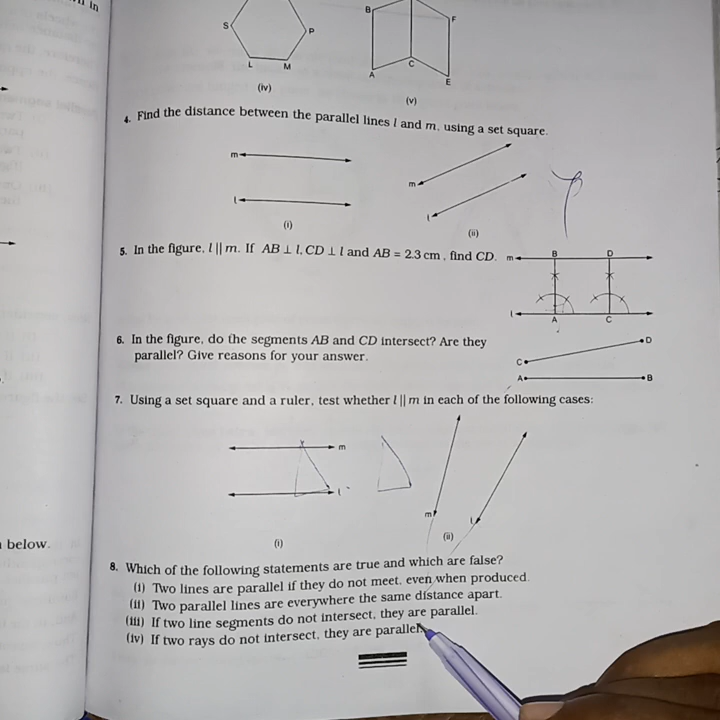 in
S
P
L
M
(iv)
B
F
A
C
E
(v)
4. Find the distance between the parallel lines l and m, using a set square.
m
l
(i)
m
l
(ii)
5. In the figure, l || m. If AB ⊥ l, CD ⊥ l and AB = 2.3 cm, find CD.
m
B
D
l
A
C
6. In the figure, do the segments AB and CD intersect? Are they
parallel? Give reasons for your answer.
C
D
A
B
7. Using a set square and a ruler, test whether l || m in each of the following cases:
m
l
(i)
m
l
(ii)
below.
8. Which of the following statements are true and which are false?
(i) Two lines are parallel if they do not meet, even when produced.
(ii) Two parallel lines are everywhere the same distance apart.
(iii) If two line segments do not intersect, they are parallel.
(iv) If two rays do not intersect, they are parallel.